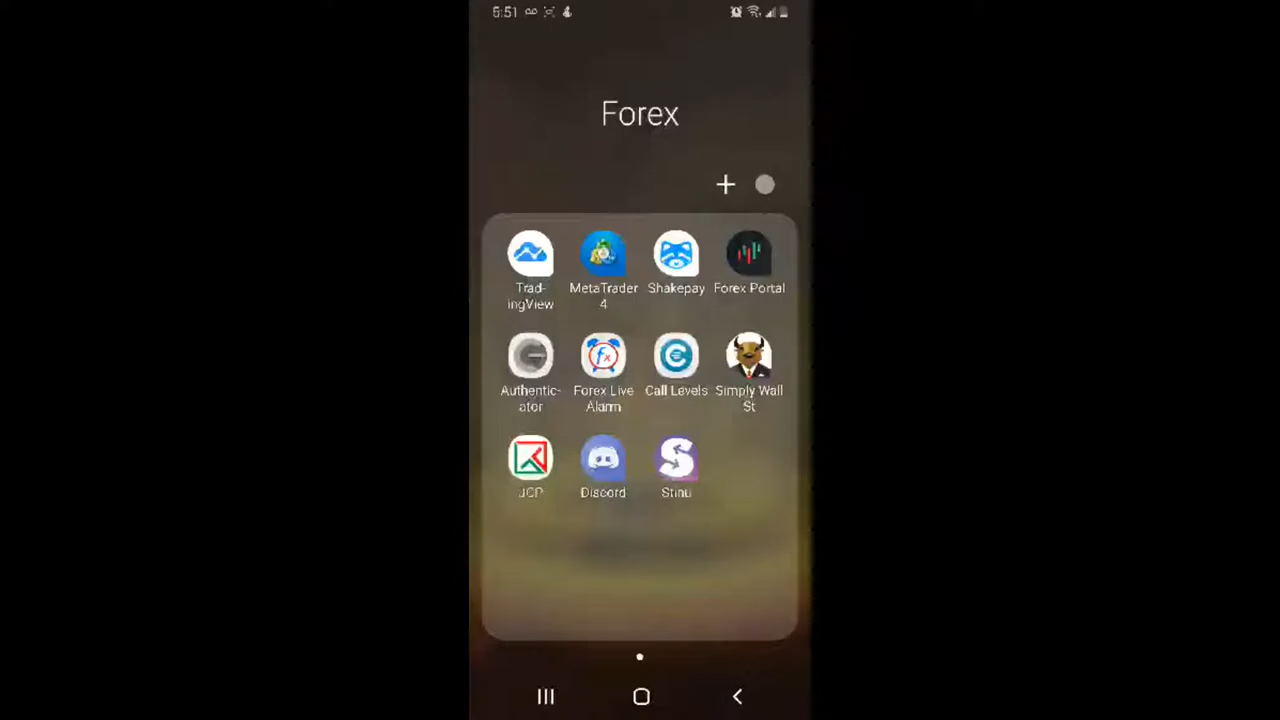 5:51
Forex
Trad-
ingView
MetaTrader
4
Shakepay
Forex Portal
Authentic-
ator
Forex Live
Alarm
Call Levels
Simply Wall
St
JCP
Discord